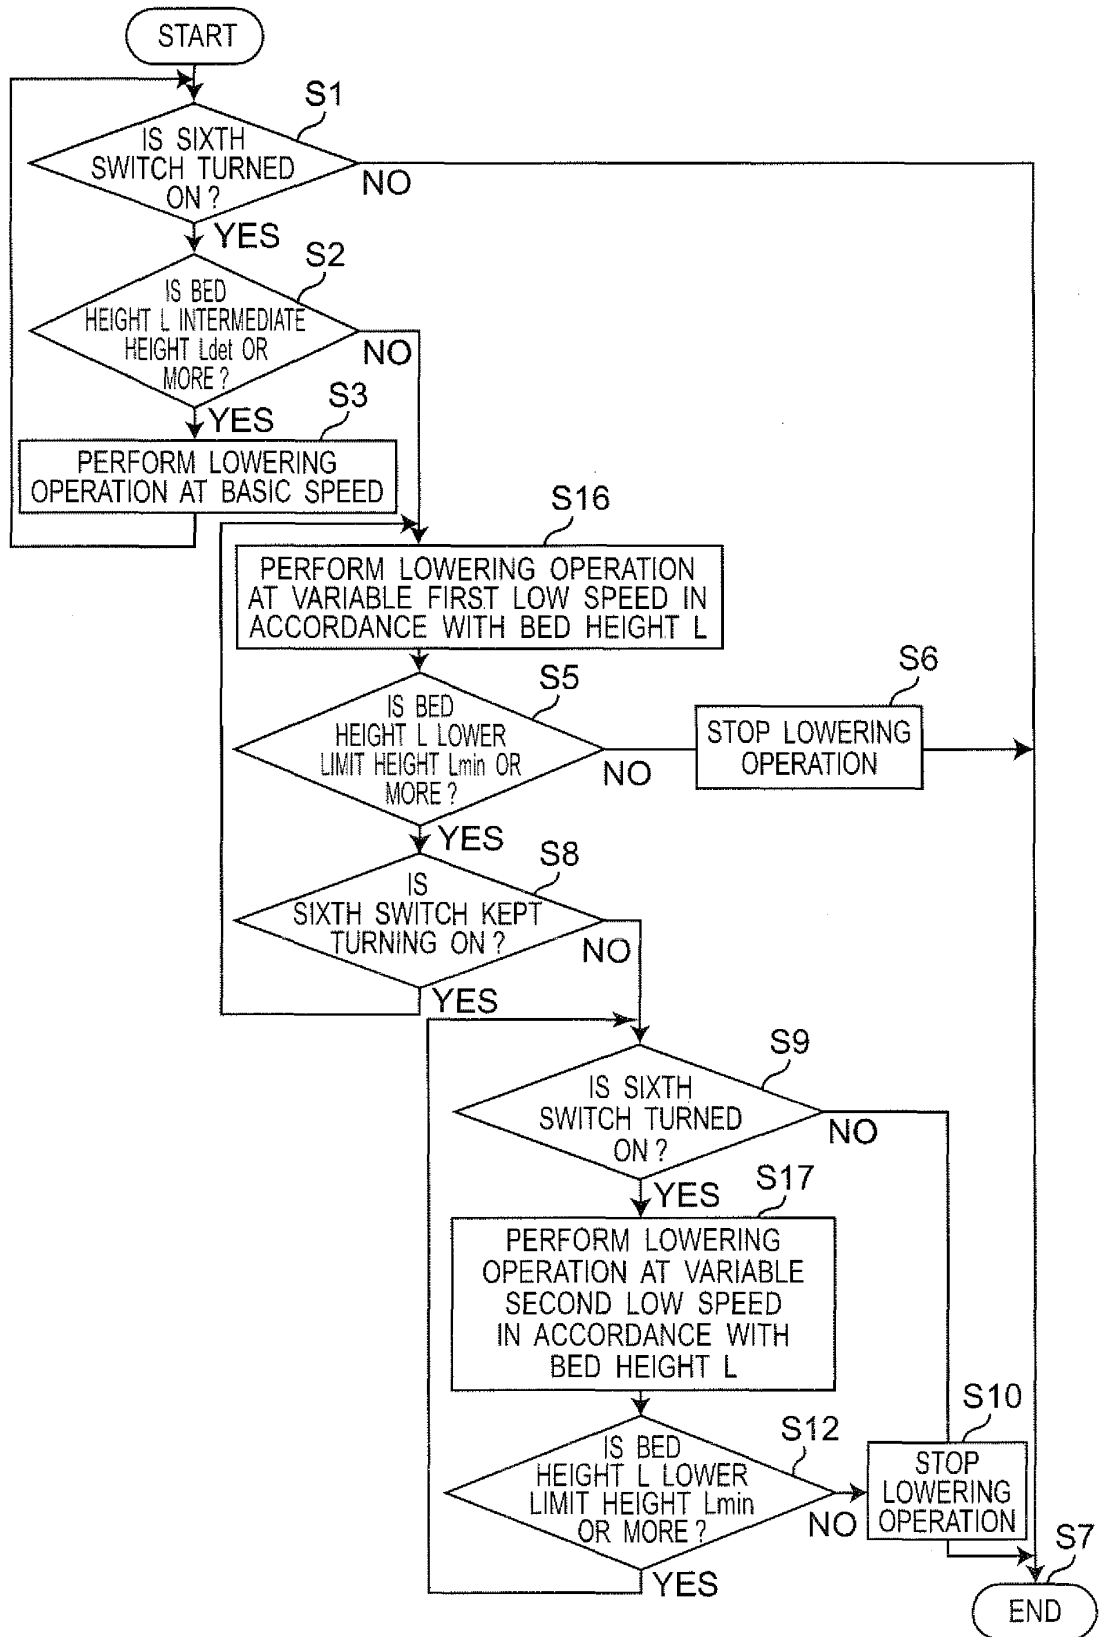 START
S1
IS SIXTH
SWITCH TURNED
ON?
NO
YES
S2
IS BED
HEIGHT L INTERMEDIATE
HEIGHT Ldet OR
MORE?
NO
YES
S3
PERFORM LOWERING
OPERATION AT BASIC SPEED
S16
PERFORM LOWERING OPERATION
AT VARIABLE FIRST LOW SPEED IN
ACCORDANCE WITH BED HEIGHT L
S5
IS BED
HEIGHT L LOWER
LIMIT HEIGHT Lmin OR
MORE?
NO
S6
STOP LOWERING
OPERATION
YES
S8
IS
SIXTH SWITCH KEPT
TURNING ON?
NO
YES
S9
IS SIXTH
SWITCH TURNED
ON?
NO
YES
S17
PERFORM LOWERING
OPERATION AT VARIABLE
SECOND LOW SPEED
IN ACCORDANCE WITH
BED HEIGHT L
S12
IS BED
HEIGHT L LOWER
LIMIT HEIGHT Lmin
OR MORE?
NO
YES
S10
STOP
LOWERING
OPERATION
S7
END